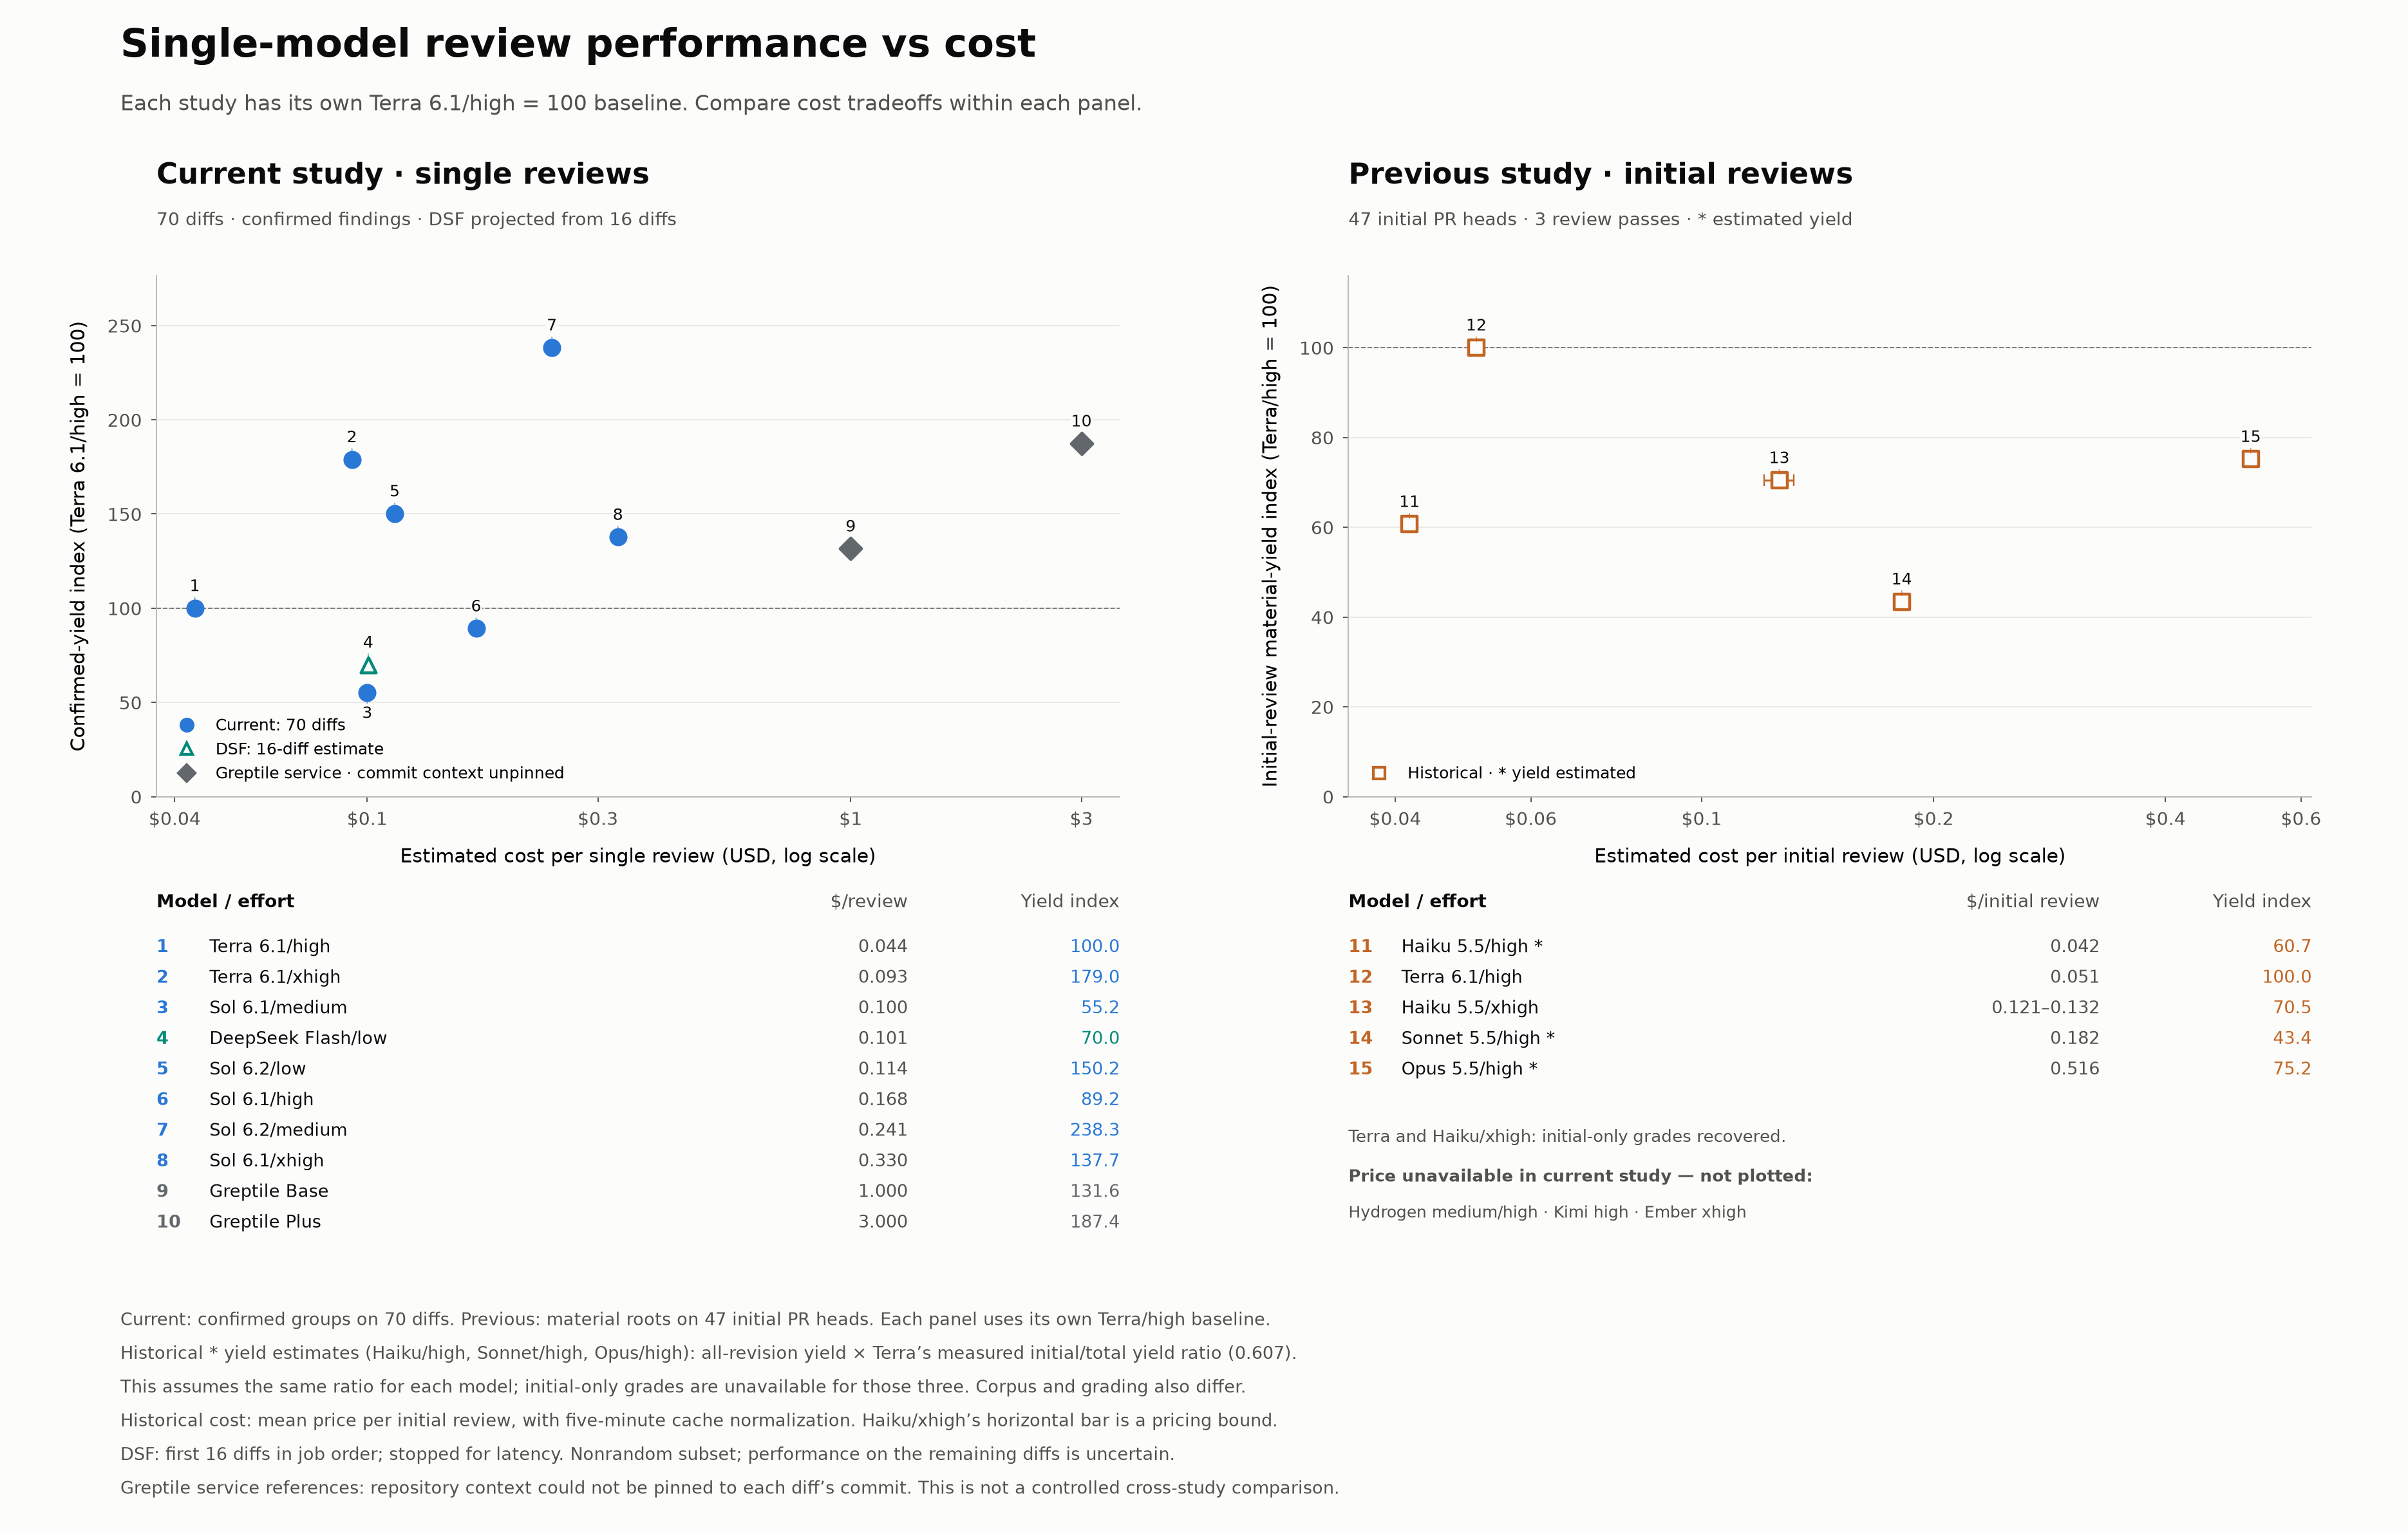 Single-model review performance vs cost
Each study has its own Terra 6.1/high = 100 baseline. Compare cost tradeoffs within each panel.
Current study · single reviews
70 diffs · confirmed findings · DSF projected from 16 diffs
Confirmed-yield index (Terra 6.1/high = 100)
250
200
150
100
50
0
7
10
2
5
8
9
1
6
4
3
Current: 70 diffs
DSF: 16-diff estimate
Greptile service · commit context unpinned
$0.04 $0.1 $0.3 $1 $3
Estimated cost per single review (USD, log scale)
Model / effort $/review Yield index
1 Terra 6.1/high 0.044 100.0
2 Terra 6.1/xhigh 0.093 179.0
3 Sol 6.1/medium 0.100 55.2
4 DeepSeek Flash/low 0.101 70.0
5 Sol 6.2/low 0.114 150.2
6 Sol 6.1/high 0.168 89.2
7 Sol 6.2/medium 0.241 238.3
8 Sol 6.1/xhigh 0.330 137.7
9 Greptile Base 1.000 131.6
10 Greptile Plus 3.000 187.4
Previous study · initial reviews
47 initial PR heads · 3 review passes · * estimated yield
Initial-review material-yield index (Terra/high = 100)
100
80
60
40
20
0
12
15
13
11
14
Historical · * yield estimated
$0.04 $0.06 $0.1 $0.2 $0.4 $0.6
Estimated cost per initial review (USD, log scale)
Model / effort $/initial review Yield index
11 Haiku 5.5/high * 0.042 60.7
12 Terra 6.1/high 0.051 100.0
13 Haiku 5.5/xhigh 0.121–0.132 70.5
14 Sonnet 5.5/high * 0.182 43.4
15 Opus 5.5/high * 0.516 75.2
Terra and Haiku/xhigh: initial-only grades recovered.
Price unavailable in current study — not plotted:
Hydrogen medium/high · Kimi high · Ember xhigh
Current: confirmed groups on 70 diffs. Previous: material roots on 47 initial PR heads. Each panel uses its own Terra/high baseline.
Historical * yield estimates (Haiku/high, Sonnet/high, Opus/high): all-revision yield × Terra’s measured initial/total yield ratio (0.607).
This assumes the same ratio for each model; initial-only grades are unavailable for those three. Corpus and grading also differ.
Historical cost: mean price per initial review, with five-minute cache normalization. Haiku/xhigh’s horizontal bar is a pricing bound.
DSF: first 16 diffs in job order; stopped for latency. Nonrandom subset; performance on the remaining diffs is uncertain.
Greptile service references: repository context could not be pinned to each diff’s commit. This is not a controlled cross-study comparison.